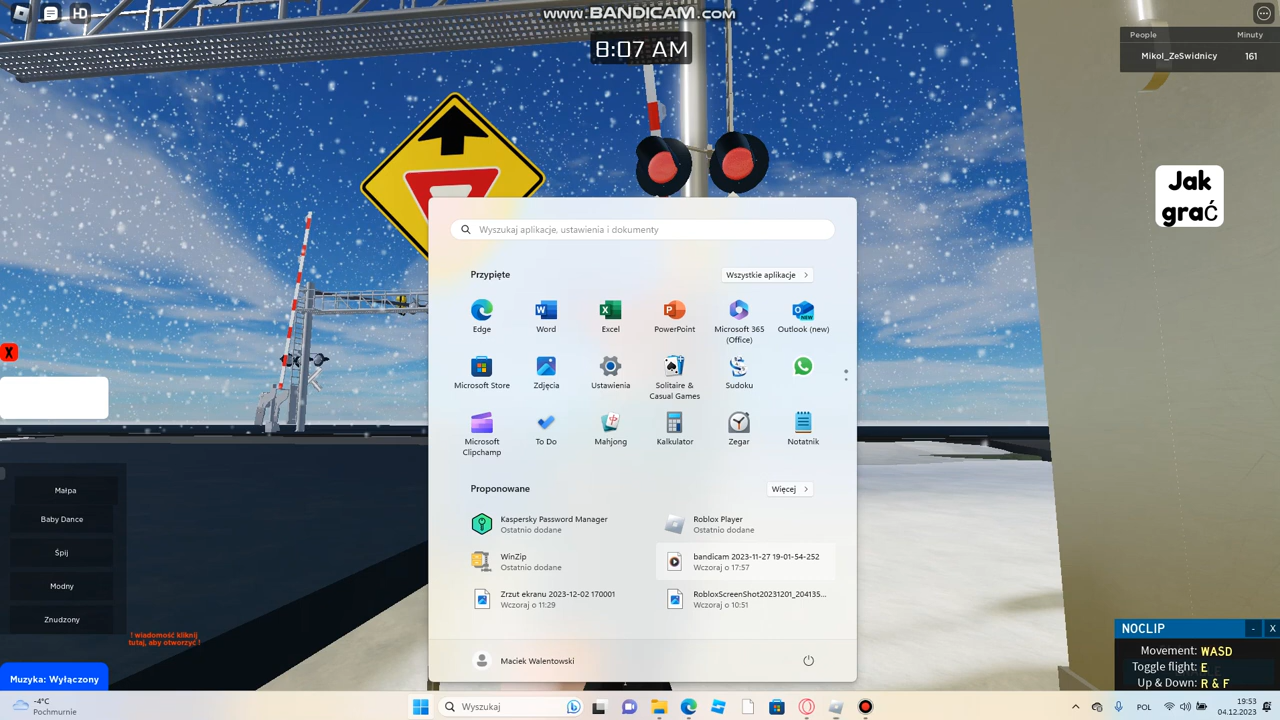 HD
www.BANDICAM.com
8:07 AM
People Minuty
Mikol_ZeSwidnicy 161
Jak
grać
X
Wyszukaj aplikacje, ustawienia i dokumenty
Przypięte
Wszystkie aplikacje
Edge
Word
Excel
PowerPoint
Microsoft 365
(Office)
Outlook (new)
Microsoft Store
Zdjęcia
Ustawienia
Solitaire &
Casual Games
Sudoku
Microsoft
Clipchamp
To Do
Mahjong
Kalkulator
Zegar
Notatnik
Proponowane
Więcej
Kaspersky Password Manager
Ostatnio dodane
Roblox Player
Ostatnio dodane
WinZip
Ostatnio dodane
bandicam 2023-11-27 19-01-54-252
Wczoraj o 17:57
Zrzut ekranu 2023-12-02 170001
Wczoraj o 11:29
RobloxScreenShot20231201_204135...
Wczoraj o 10:51
Maciek Walentowski
Małpa
Baby Dance
Śpij
Modny
Znudzony
! wiadomość kliknij
tutaj, aby otworzyć !
Muzyka: Wyłączony
NOCLIP - X
Movement: WASD
Toggle flight: E
Up & Down: R & F
-4°C
Pochmurnie
Wyszukaj
POL
19:53
04.12.2023